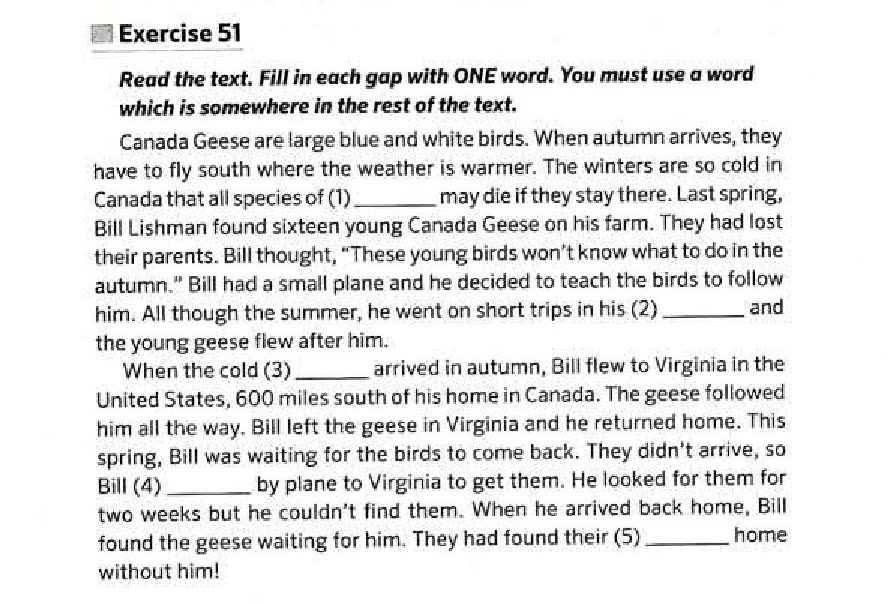 Exercise 51
Read the text. Fill in each gap with ONE word. You must use a word
which is somewhere in the rest of the text.
Canada Geese are large blue and white birds. When autumn arrives, they
have to fly south where the weather is warmer. The winters are so cold in
Canada that all species of (1)________ may die if they stay there. Last spring,
Bill Lishman found sixteen young Canada Geese on his farm. They had lost
their parents. Bill thought, "These young birds won't know what to do in the
autumn." Bill had a small plane and he decided to teach the birds to follow
him. All though the summer, he went on short trips in his (2) ________ and
the young geese flew after him.
When the cold (3) _______ arrived in autumn, Bill flew to Virginia in the
United States, 600 miles south of his home in Canada. The geese followed
him all the way. Bill left the geese in Virginia and he returned home. This
spring, Bill was waiting for the birds to come back. They didn't arrive, so
Bill (4) ________ by plane to Virginia to get them. He looked for them for
two weeks but he couldn't find them. When he arrived back home, Bill
found the geese waiting for him. They had found their (5) ________ home
without him!